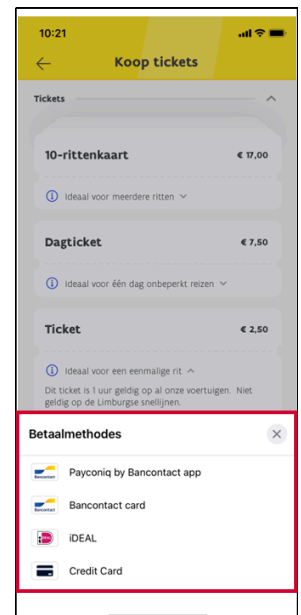 10:21
Koop tickets
Tickets
10-rittenkaart € 17,00
Ideaal voor meerdere ritten
Dagticket € 7,50
Ideaal voor één dag onbeperkt reizen
Ticket € 2,50
Ideaal voor een eenmalige rit
Dit ticket is 1 uur geldig op al onze voertuigen. Niet
geldig op de Limburgse snellijnen.
Betaalmethodes
Bancontact Payconiq by Bancontact app
Bancontact Bancontact card
iDEAL
Credit Card